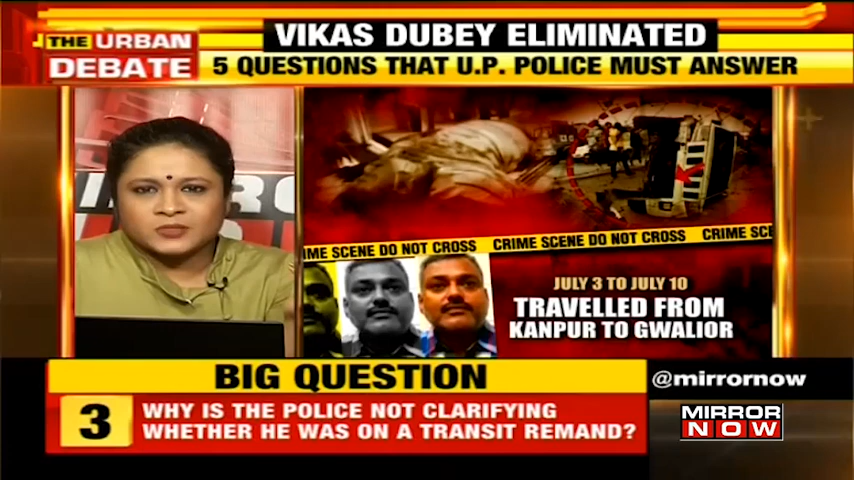 THE URBAN
DEBATE
VIKAS DUBEY ELIMINATED
5 QUESTIONS THAT U.P. POLICE MUST ANSWER
IME SCENE DO NOT CROSS CRIME SCENE DO NOT CROSS CRIME SCE
JULY 3 TO JULY 10
TRAVELLED FROM
KANPUR TO GWALIOR
BIG QUESTION
@mirrornow
3
WHY IS THE POLICE NOT CLARIFYING
WHETHER HE WAS ON A TRANSIT REMAND?
MIRROR
NOW